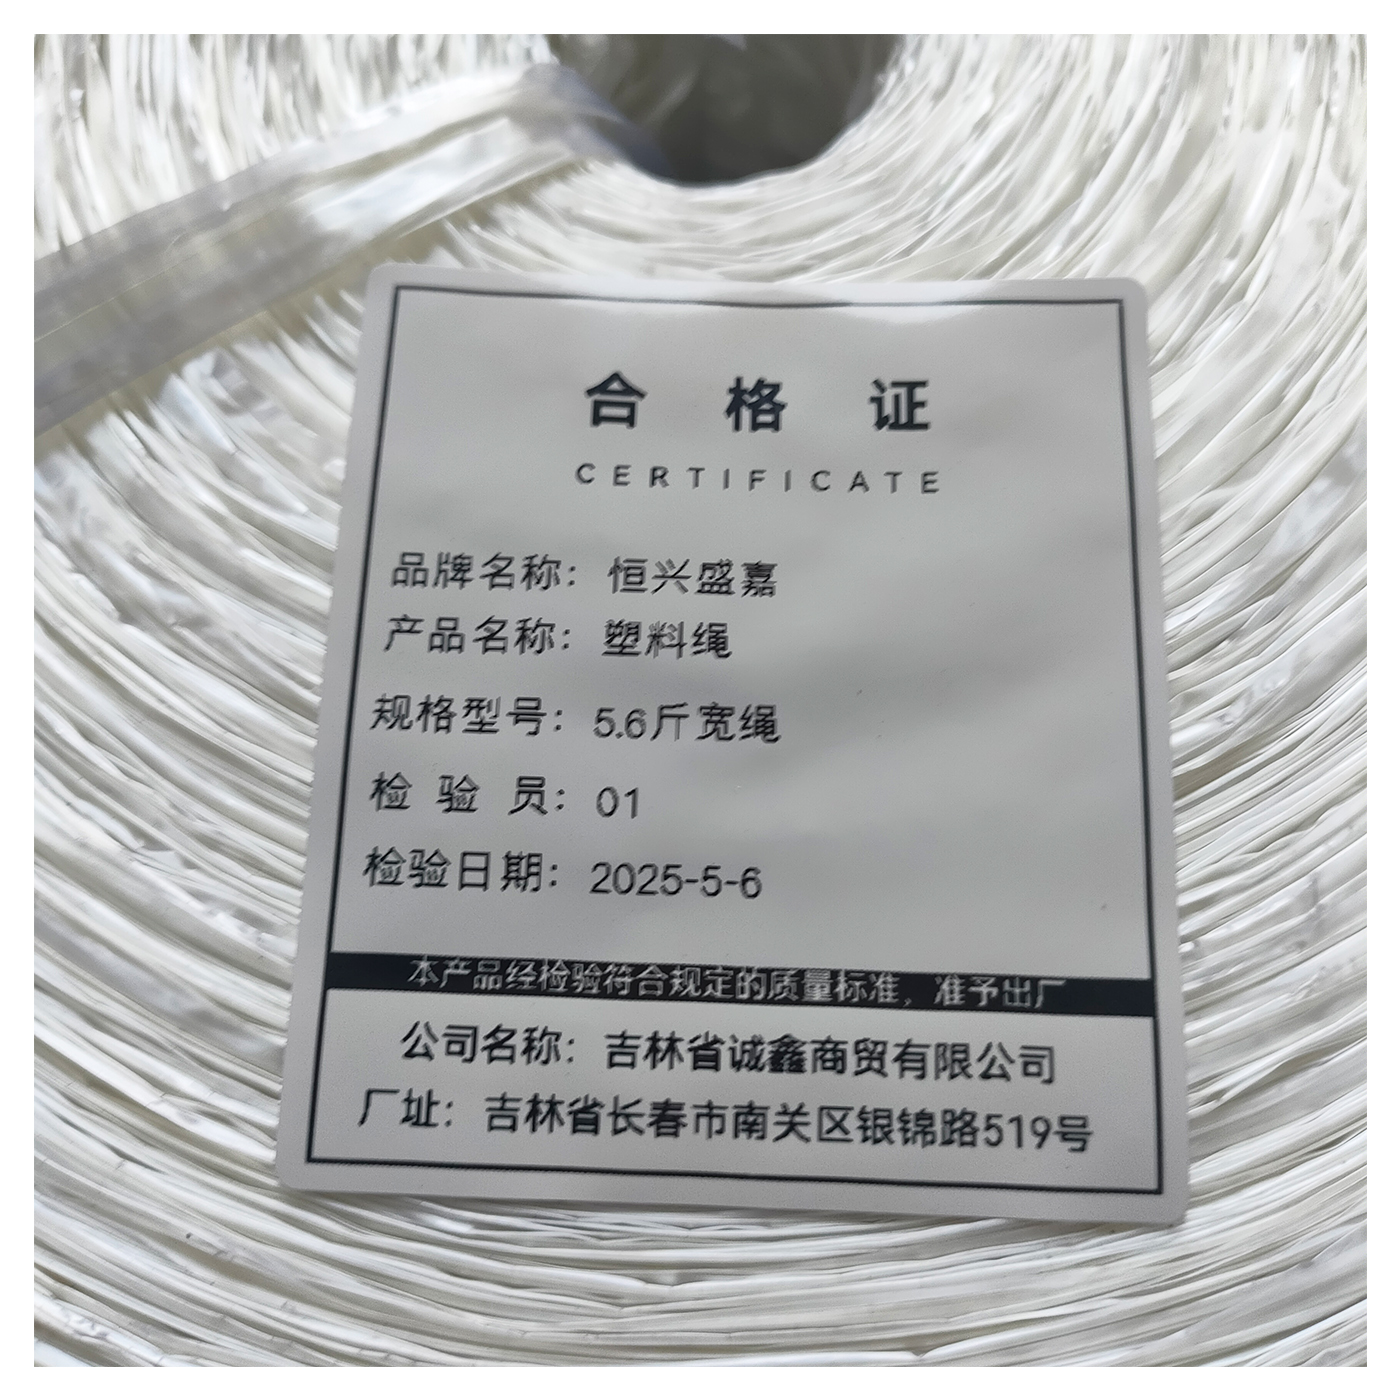 合格证
CERTIFICATE
品牌名称：恒兴盛嘉
产品名称：塑料绳
规格型号：5.6斤宽绳
检验员：01
检验日期：2025-5-6
本产品经检验符合规定的质量标准，准予出厂
公司名称：吉林省诚鑫商贸有限公司
厂址：吉林省长春市南关区银锦路519号